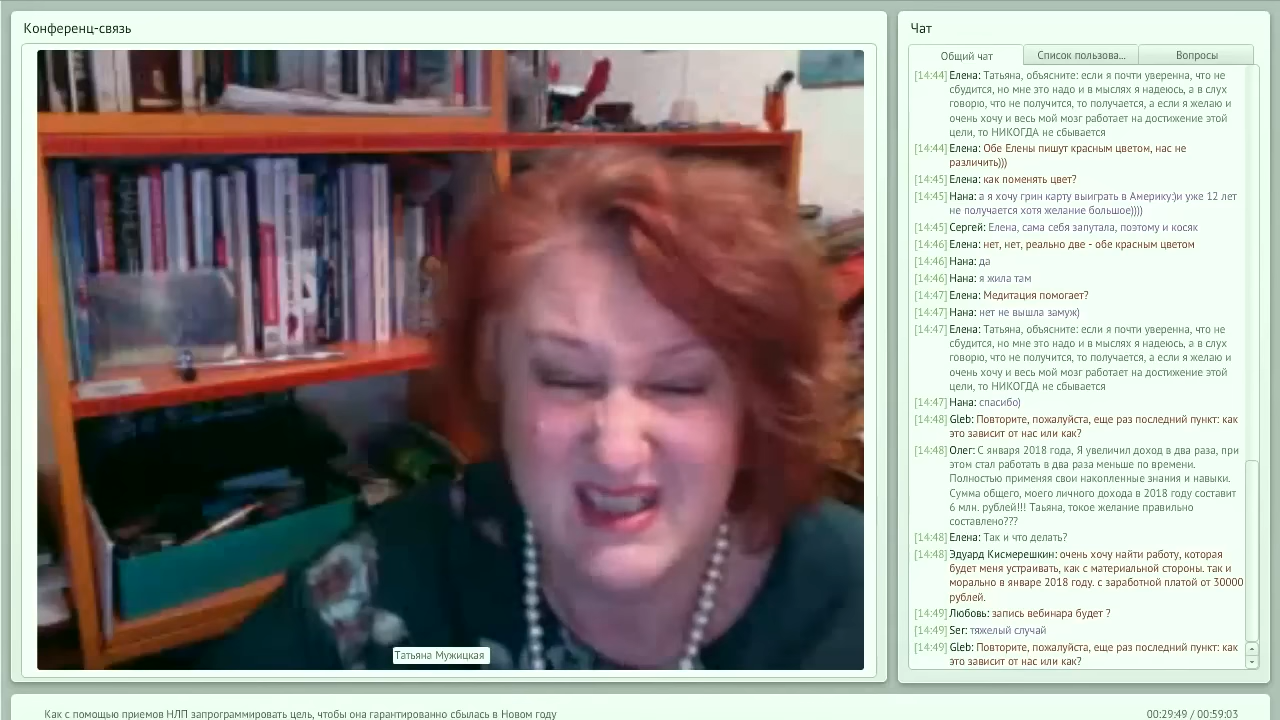 Конференц-связь
Татьяна Мужицкая
Чат
Общий чат
Список пользова...
Вопросы
[14:44] Елена: Татьяна, объясните: если я почти уверенна, что не
сбудится, но мне это надо и в мыслях я надеюсь, а в слух
говорю, что не получится, то получается, а если я желаю и
очень хочу и весь мой мозг работает на достижение этой
цели, то НИКОГДА не сбывается
[14:44] Елена: Обе Елены пишут красным цветом, нас не
различить)))
[14:45] Елена: как поменять цвет?
[14:45] Нана: а я хочу грин карту выиграть в Америку:)и уже 12 лет
не получается хотя желание большое))))
[14:45] Сергей: Елена, сама себя запутала, поэтому и косяк
[14:46] Елена: нет, нет, реально две - обе красным цветом
[14:46] Нана: да
[14:46] Нана: я жила там
[14:47] Елена: Медитация помогает?
[14:47] Нана: нет не вышла замуж)
[14:47] Елена: Татьяна, объясните: если я почти уверенна, что не
сбудится, но мне это надо и в мыслях я надеюсь, а в слух
говорю, что не получится, то получается, а если я желаю и
очень хочу и весь мой мозг работает на достижение этой
цели, то НИКОГДА не сбывается
[14:47] Нана: спасибо)
[14:48] Gleb: Повторите, пожалуйста, еще раз последний пункт: как
это зависит от нас или как?
[14:48] Олег: С января 2018 года, Я увеличил доход в два раза, при
этом стал работать в два раза меньше по времени.
Полностью применяя свои накопленные знания и навыки.
Сумма общего, моего личного дохода в 2018 году составит
6 млн. рублей!!! Таьяна, токое желание правильно
составлено???
[14:48] Елена: Так и что делать?
[14:48] Эдуард Кисмерешкин: очень хочу найти работу, которая
будет меня устраивать, как с материальной стороны. так и
морально в январе 2018 году. с заработной платой от 30000
рублей.
[14:49] Любовь: запись вебинара будет ?
[14:49] Ser: тяжелый случай
[14:49] Gleb: Повторите, пожалуйста, еще раз последний пункт: как
это зависит от нас или как?
Как с помощью приемов НЛП запрограммировать цель, чтобы она гарантированно сбылась в Новом году
00:29:49 / 00:59:03